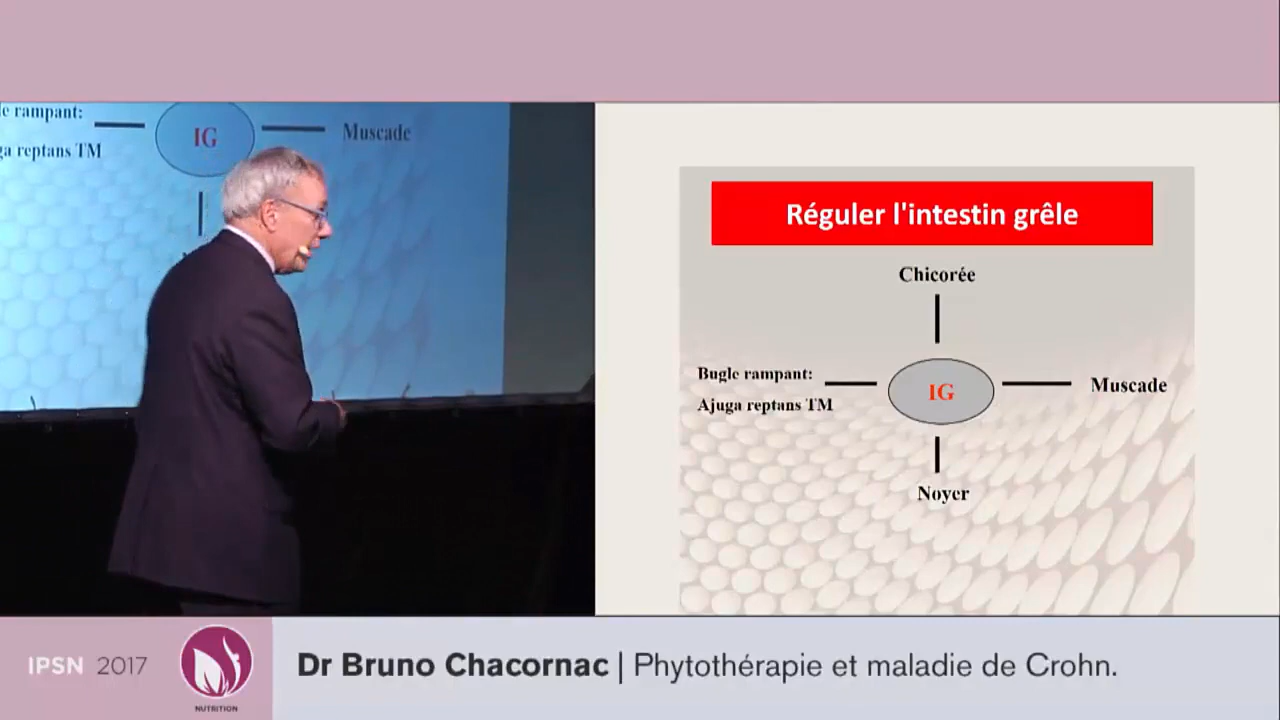 e rampant:
IG
Muscade
ga reptans TM
Réguler l'intestin grêle
Chicorée
Bugle rampant:
IG
Muscade
Ajuga reptans TM
Noyer
IPSN 2017
NUTRITION
Dr Bruno Chacornac | Phytothérapie et maladie de Crohn.